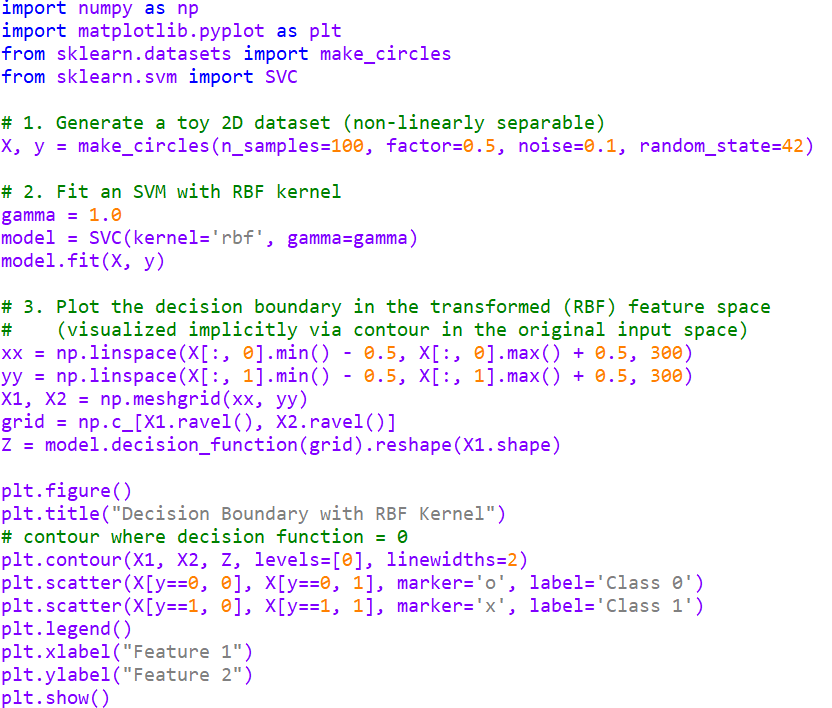 import numpy as np
import matplotlib.pyplot as plt
from sklearn.datasets import make_circles
from sklearn.svm import SVC

# 1. Generate a toy 2D dataset (non-linearly separable)
X, y = make_circles(n_samples=100, factor=0.5, noise=0.1, random_state=42)

# 2. Fit an SVM with RBF kernel
gamma = 1.0
model = SVC(kernel='rbf', gamma=gamma)
model.fit(X, y)

# 3. Plot the decision boundary in the transformed (RBF) feature space
#    (visualized implicitly via contour in the original input space)
xx = np.linspace(X[:, 0].min() - 0.5, X[:, 0].max() + 0.5, 300)
yy = np.linspace(X[:, 1].min() - 0.5, X[:, 1].max() + 0.5, 300)
X1, X2 = np.meshgrid(xx, yy)
grid = np.c_[X1.ravel(), X2.ravel()]
Z = model.decision_function(grid).reshape(X1.shape)

plt.figure()
plt.title("Decision Boundary with RBF Kernel")
# contour where decision function = 0
plt.contour(X1, X2, Z, levels=[0], linewidths=2)
plt.scatter(X[y==0, 0], X[y==0, 1], marker='o', label='Class 0')
plt.scatter(X[y==1, 0], X[y==1, 1], marker='x', label='Class 1')
plt.legend()
plt.xlabel("Feature 1")
plt.ylabel("Feature 2")
plt.show()